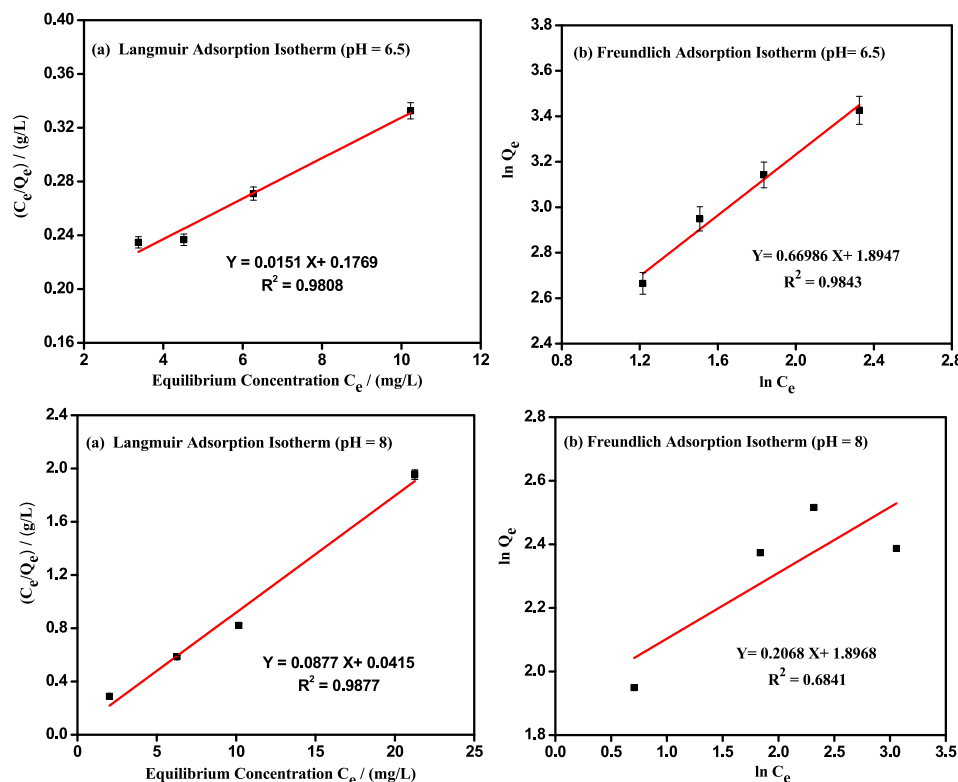 (a) Langmuir Adsorption Isotherm (pH = 6.5)
(Ce/Qe) / (g/L)
0.40
0.36
0.32
0.28
0.24
0.20
0.16
Y = 0.0151 X+ 0.1769
R² = 0.9808
2 4 6 8 10 12
Equilibrium Concentration Ce / (mg/L)
(b) Freundlich Adsorption Isotherm (pH= 6.5)
ln Qe
3.8
3.6
3.4
3.2
3.0
2.8
2.6
2.4
Y= 0.66986 X+ 1.8947
R² = 0.9843
0.8 1.2 1.6 2.0 2.4 2.8
ln Ce
(a) Langmuir Adsorption Isotherm (pH = 8)
(Ce/Qe) / (g/L)
2.4
2.0
1.6
1.2
0.8
0.4
0.0
Y = 0.0877 X+ 0.0415
R² = 0.9877
0 5 10 15 20 25
Equilibrium Concentration Ce / (mg/L)
(b) Freundlich Adsorption Isotherm (pH = 8)
ln Qe
2.8
2.6
2.4
2.2
2.0
1.8
Y= 0.2068 X+ 1.8968
R² = 0.6841
0.0 0.5 1.0 1.5 2.0 2.5 3.0 3.5
ln Ce